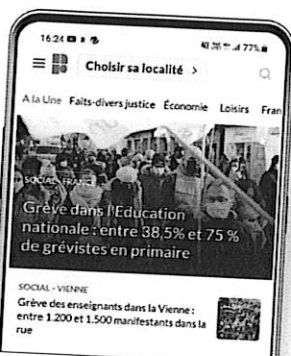 16:24
77%
Choisir sa localité >
A la Une Faits-divers justice Économie Loisirs Fran
SOCIAL-FRANCE
Grève dans l'Education
nationale : entre 38,5% et 75 %
de grévistes en primaire
SOCIAL - VIENNE
Grève des enseignants dans la Vienne :
entre 1.200 et 1.500 manifestants dans la
rue